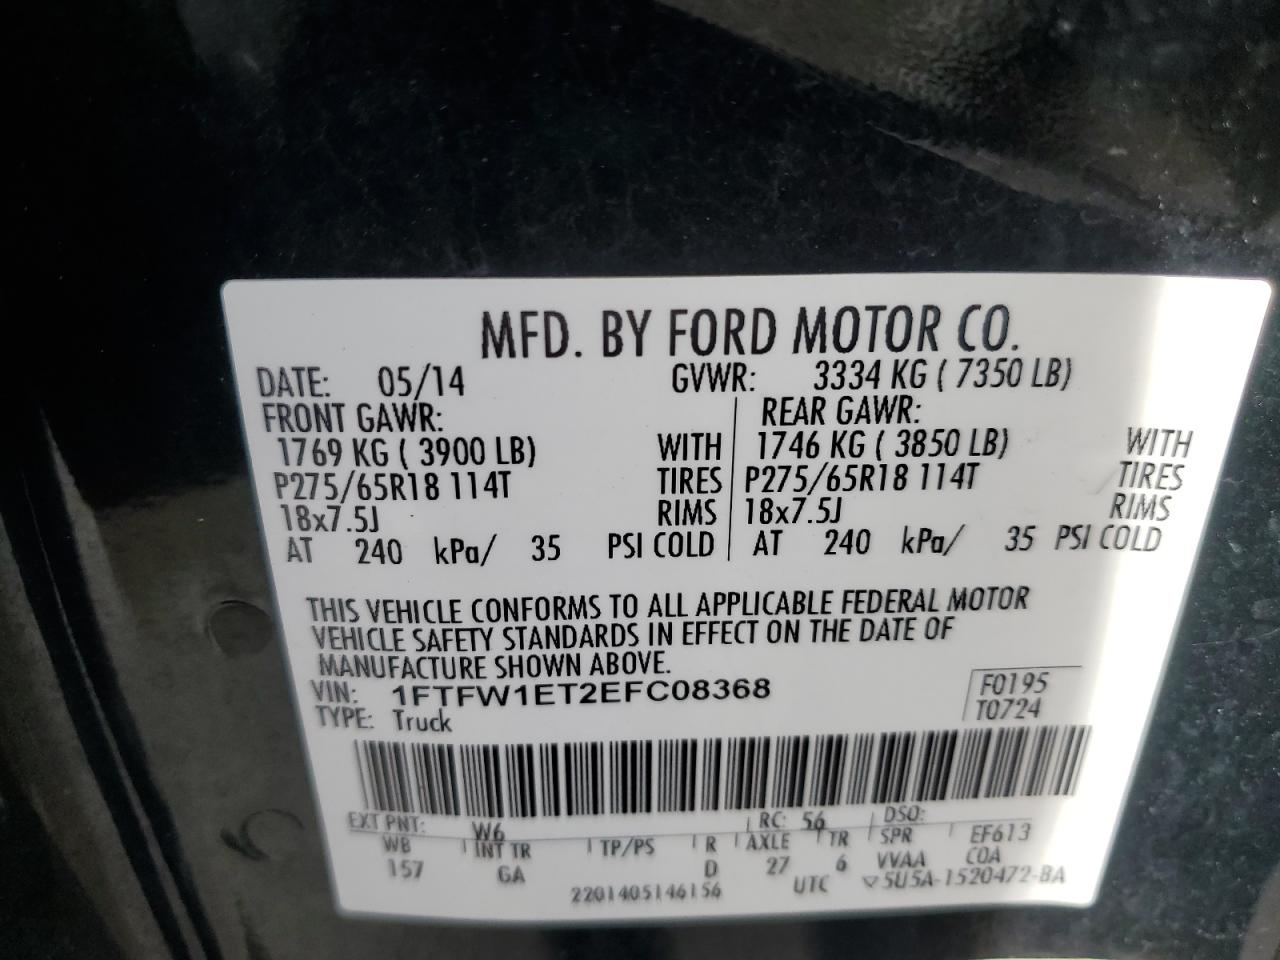 MFD. BY FORD MOTOR CO.
DATE: 05/14 GVWR: 3334 KG ( 7350 LB)
FRONT GAWR: REAR GAWR:
1769 KG ( 3900 LB) WITH 1746 KG ( 3850 LB) WITH
P275/65R18 114T TIRES P275/65R18 114T TIRES
18x7.5J RIMS 18x7.5J RIMS
AT 240 kPa/ 35 PSI COLD AT 240 kPa/ 35 PSI COLD
THIS VEHICLE CONFORMS TO ALL APPLICABLE FEDERAL MOTOR
VEHICLE SAFETY STANDARDS IN EFFECT ON THE DATE OF
MANUFACTURE SHOWN ABOVE.
VIN: 1FTFW1ET2EFC08368 F0195
TYPE: Truck T0724
EXT PNT: W6 RC: 56 DSO:
WB INT TR TP/PS R AXLE TR SPR EF613
157 GA D 27 6 VVAA COA
2201405146156 UTC ▽5U5A-1520472-BA